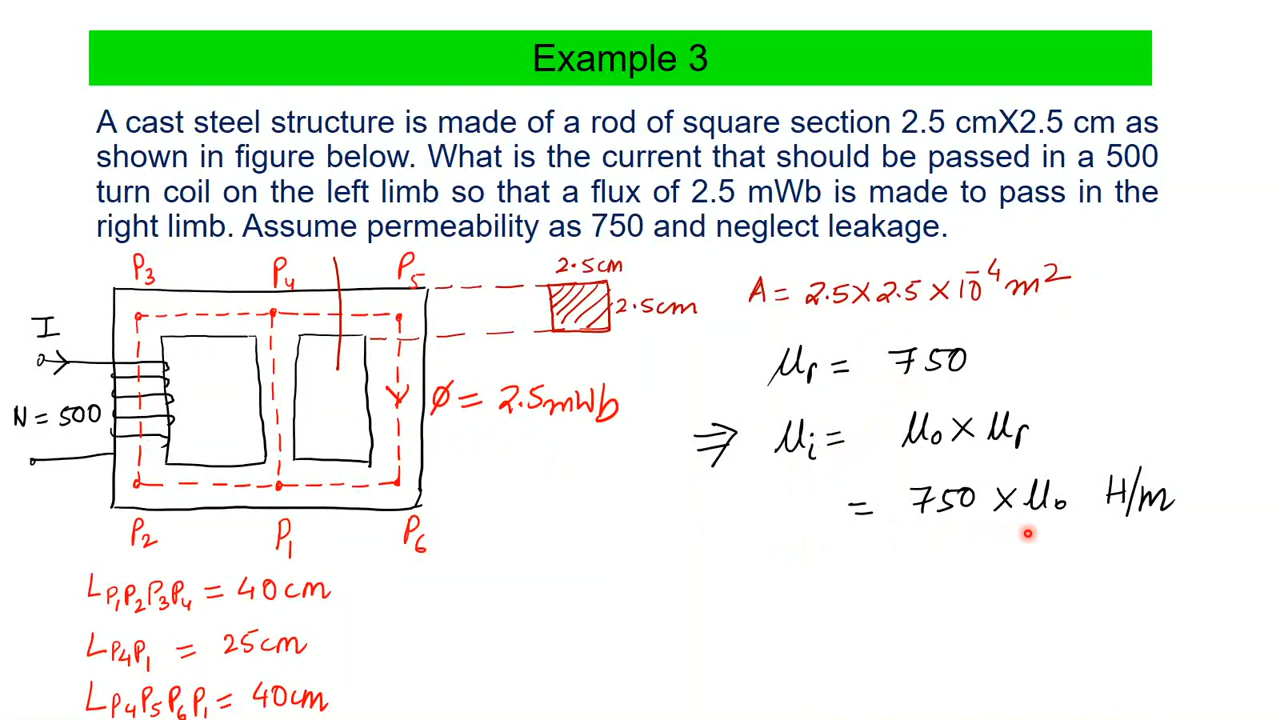 Example 3
A cast steel structure is made of a rod of square section 2.5 cmX2.5 cm as
shown in figure below. What is the current that should be passed in a 500
turn coil on the left limb so that a flux of 2.5 mWb is made to pass in the
right limb. Assume permeability as 750 and neglect leakage.
P3 P4 P5
2.5cm
2.5cm
A = 2.5×2.5×10⁻⁴m²
I
N = 500
ϕ = 2.5mWb
μr = 750
⇒ μi = μ0 × μr
= 750 × μ0 H/m
P2 P1 P6
LP1P2P3P4 = 40cm
LP4P1 = 25cm
LP4P5P6P1 = 40cm